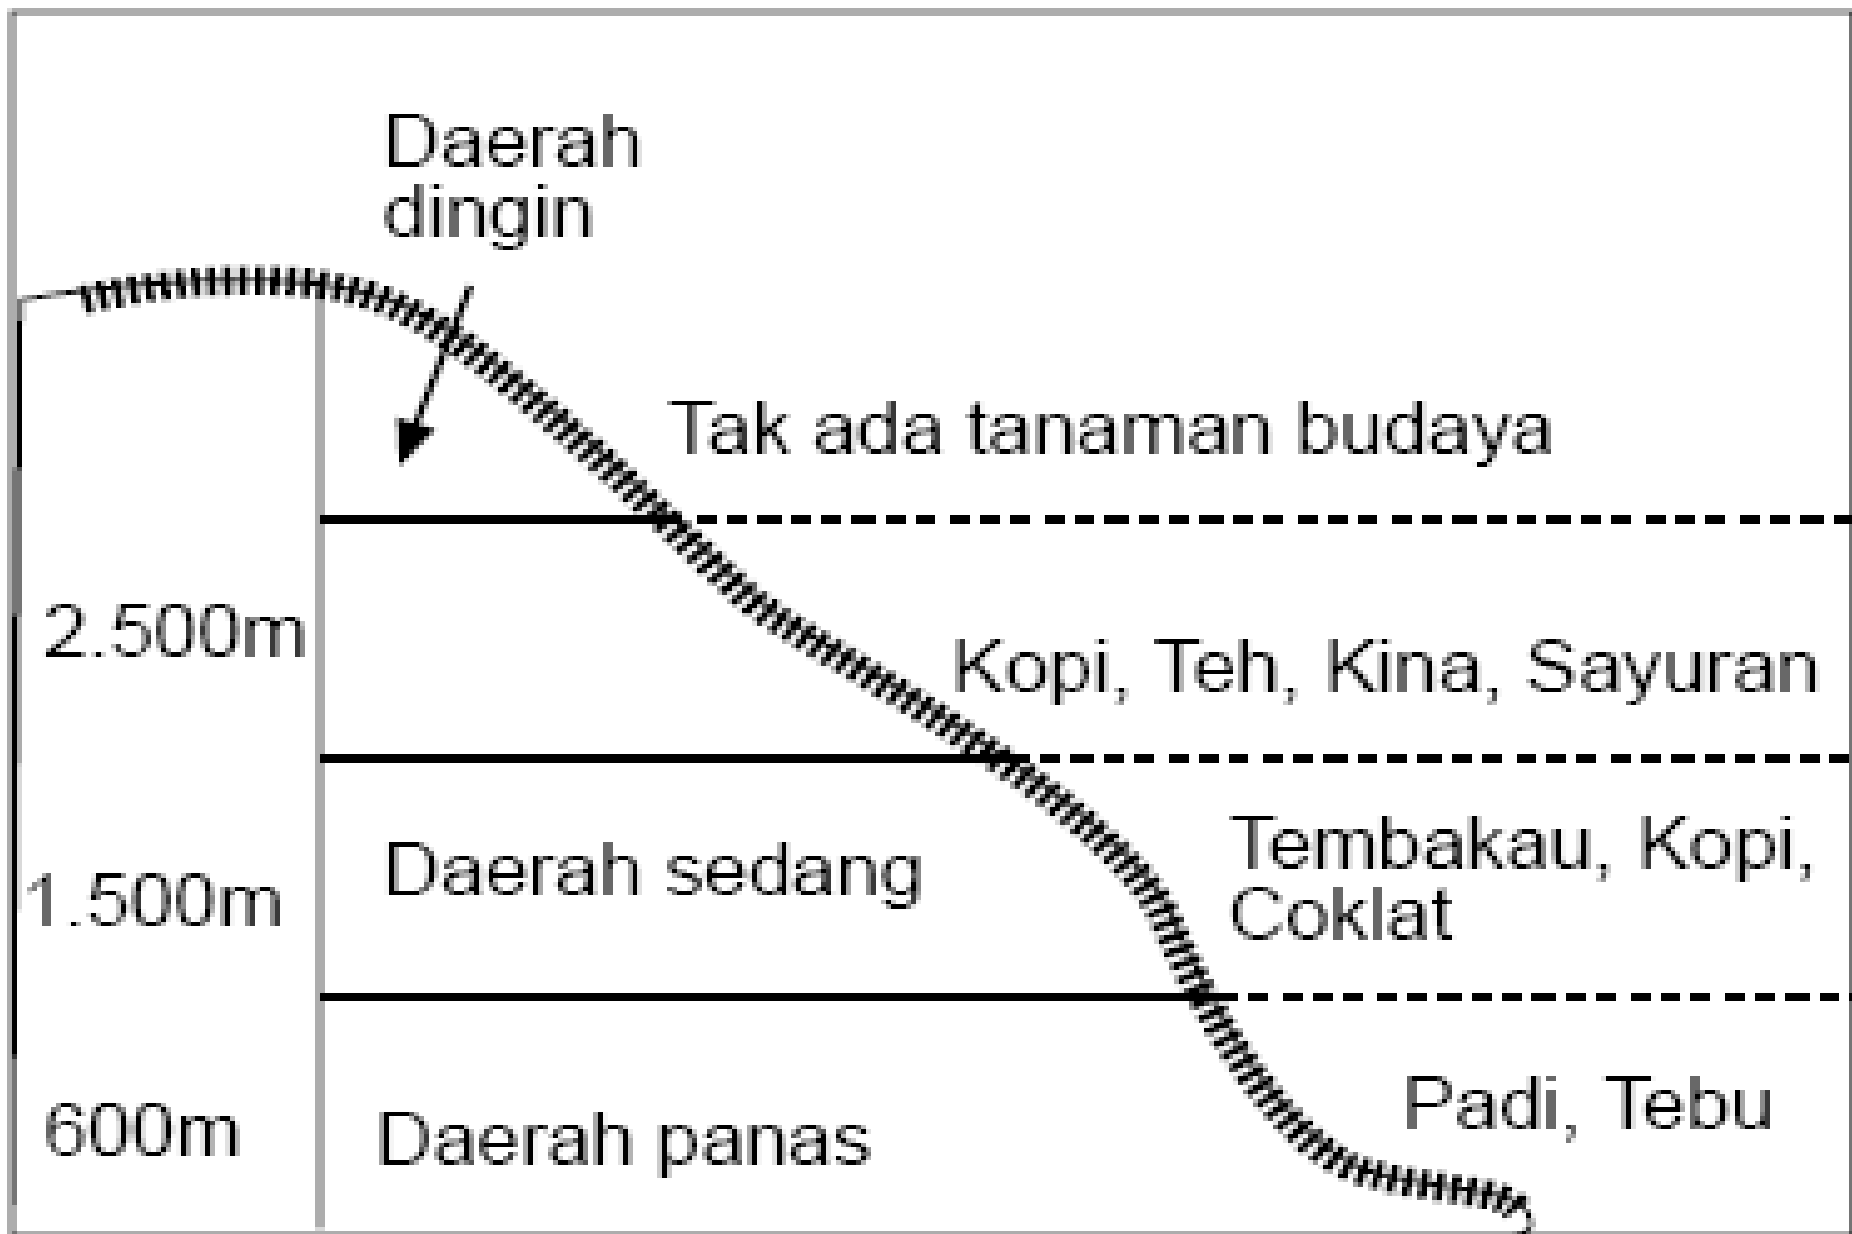 Daerah
dingin
Tak ada tanaman budaya
2.500m
Kopi, Teh, Kina, Sayuran
1.500m
Daerah sedang
Tembakau, Kopi,
Coklat
600m
Daerah panas
Padi, Tebu